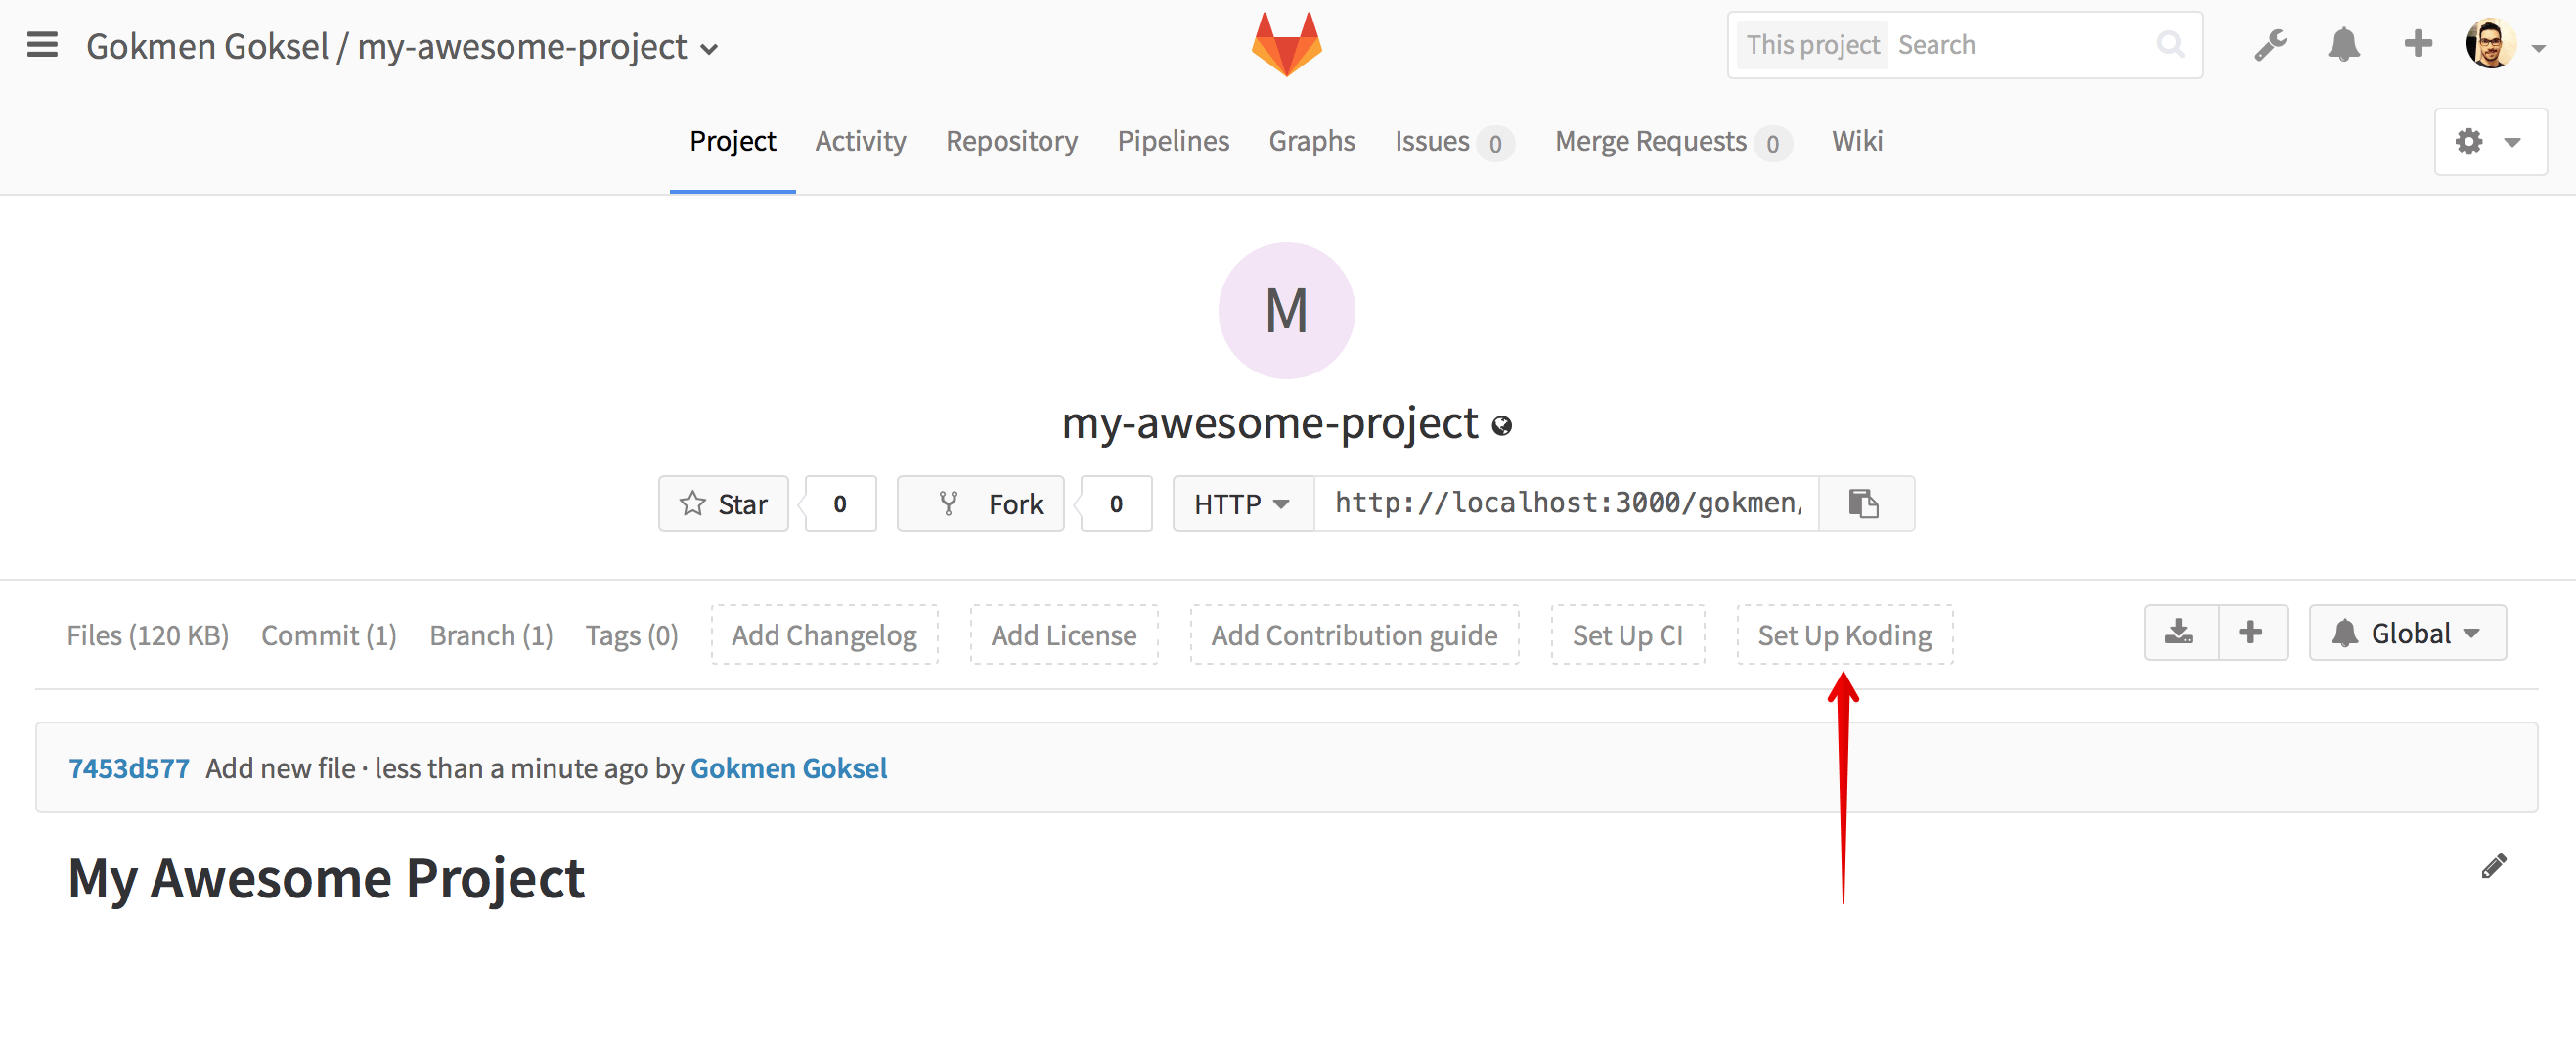 Gokmen Goksel / my-awesome-project
This project Search
Project Activity Repository Pipelines Graphs Issues 0 Merge Requests 0 Wiki
M
my-awesome-project
Star 0 Fork 0 HTTP http://localhost:3000/gokmen/
Files (120 KB) Commit (1) Branch (1) Tags (0) Add Changelog Add License Add Contribution guide Set Up CI Set Up Koding Global
7453d577 Add new file · less than a minute ago by Gokmen Goksel
My Awesome Project